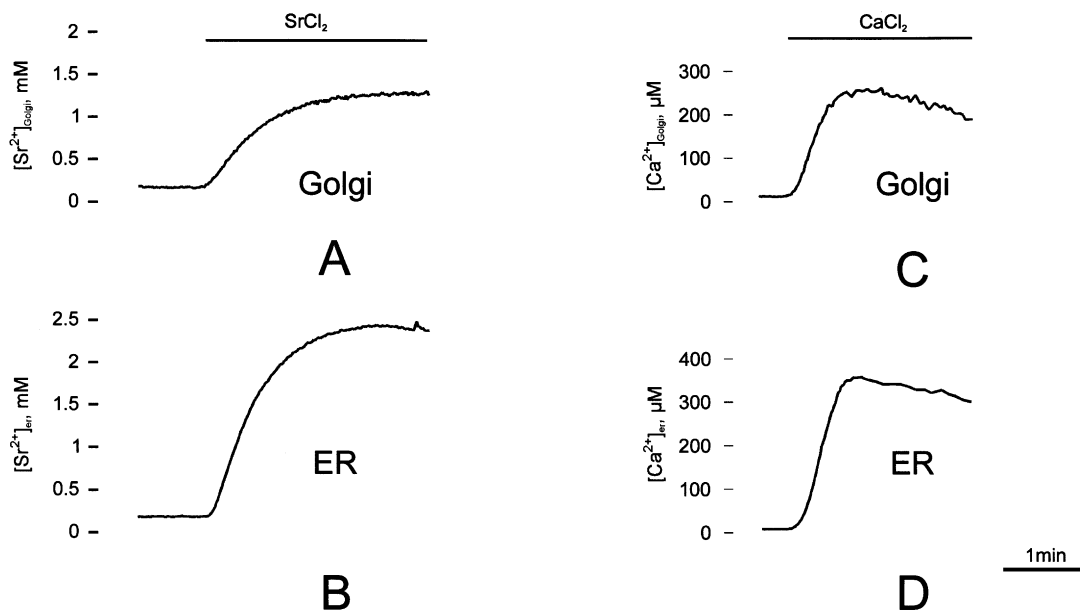 SrCl₂
2
1.5
1
0.5
0
[Sr²⁺]Golgi, mM
Golgi
A
CaCl₂
300
200
100
0
[Ca²⁺]Golgi, µM
Golgi
C
2.5
2
1.5
1
0.5
0
[Sr²⁺]er, mM
ER
B
400
300
200
100
0
[Ca²⁺]er, µM
ER
D
1min